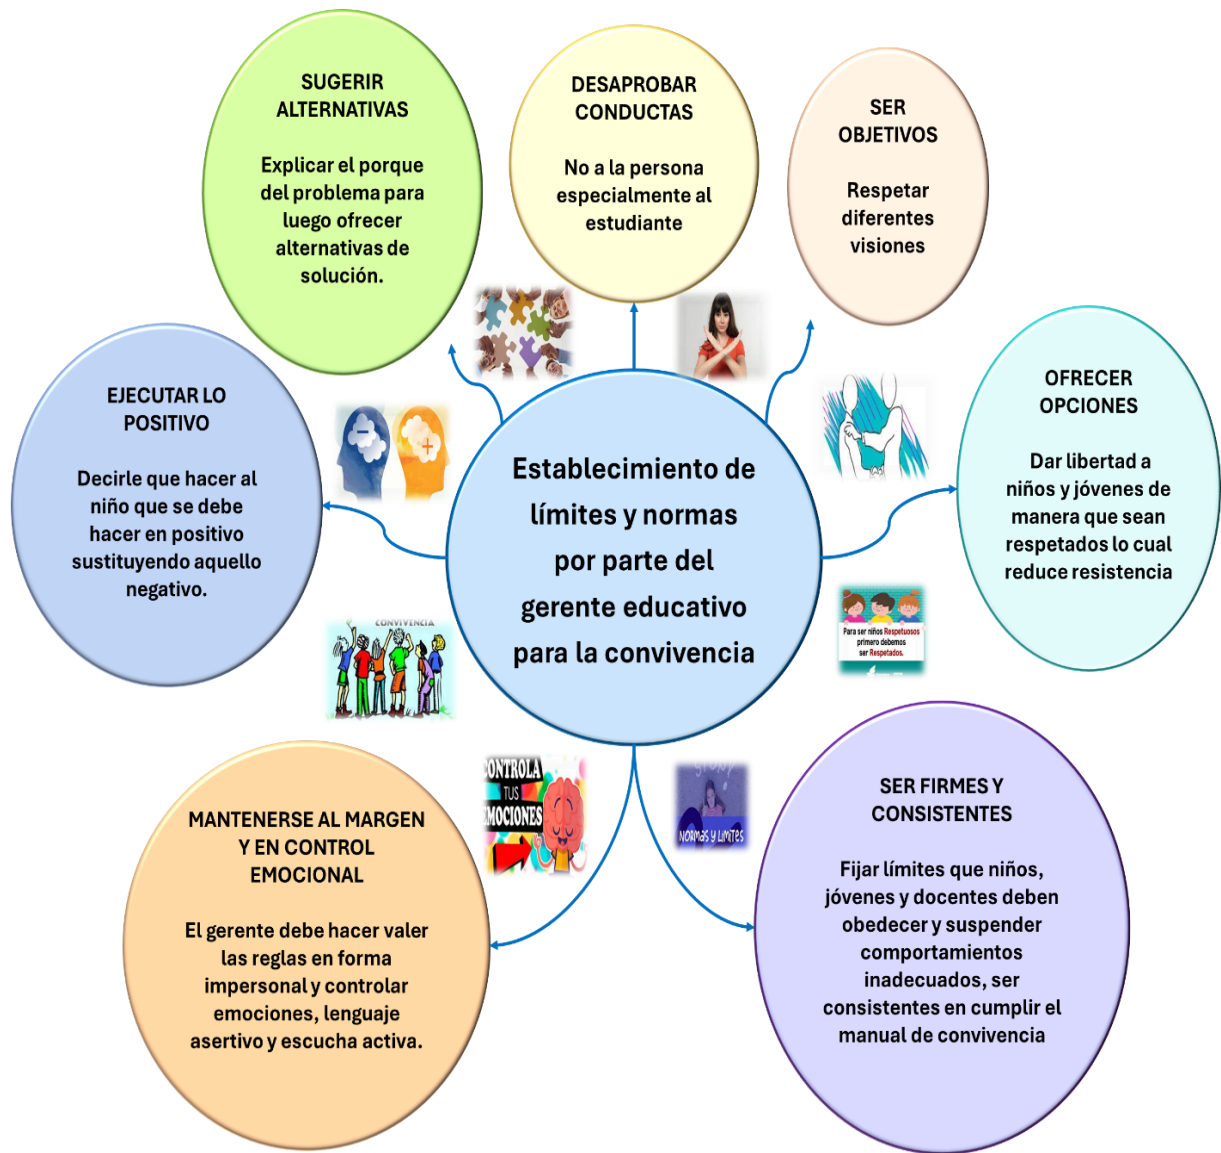 SUGERIR
ALTERNATIVAS
Explicar el porque
del problema para
luego ofrecer
alternativas de
solución.
DESAPROBAR
CONDUCTAS
No a la persona
especialmente al
estudiante
SER
OBJETIVOS
Respetar
diferentes
visiones
EJECUTAR LO
POSITIVO
Decirle que hacer al
niño que se debe
hacer en positivo
sustituyendo aquello
negativo.
Establecimiento de
límites y normas
por parte del
gerente educativo
para la convivencia
OFRECER
OPCIONES
Dar libertad a
niños y jóvenes de
manera que sean
respetados lo cual
reduce resistencia
CONVIVENCIA
Para ser niños Respetuosos
primero debemos
ser Respetados.
CONTROLA
TUS
EMOCIONES
NORMAS Y LIMITES
MANTENERSE AL MARGEN
Y EN CONTROL
EMOCIONAL
El gerente debe hacer valer
las reglas en forma
impersonal y controlar
emociones, lenguaje
asertivo y escucha activa.
SER FIRMES Y
CONSISTENTES
Fijar límites que niños,
jóvenes y docentes deben
obedecer y suspender
comportamientos
inadecuados, ser
consistentes en cumplir el
manual de convivencia